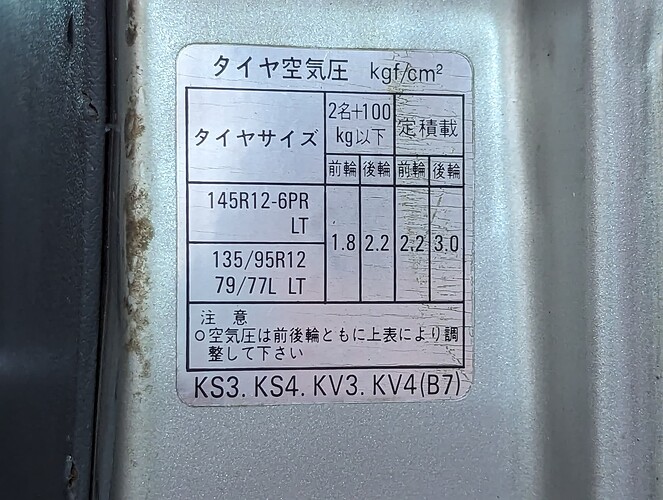 タイヤ空気圧 kgf/cm²
タイヤサイズ
2名+100
kg以下
定積載
前輪 後輪 前輪 後輪
145R12-6PR
LT
1.8 2.2 2.2 3.0
135/95R12
79/77L LT
注 意
○空気圧は前後輪ともに上表により調
整して下さい
KS3. KS4. KV3. KV4(B7)